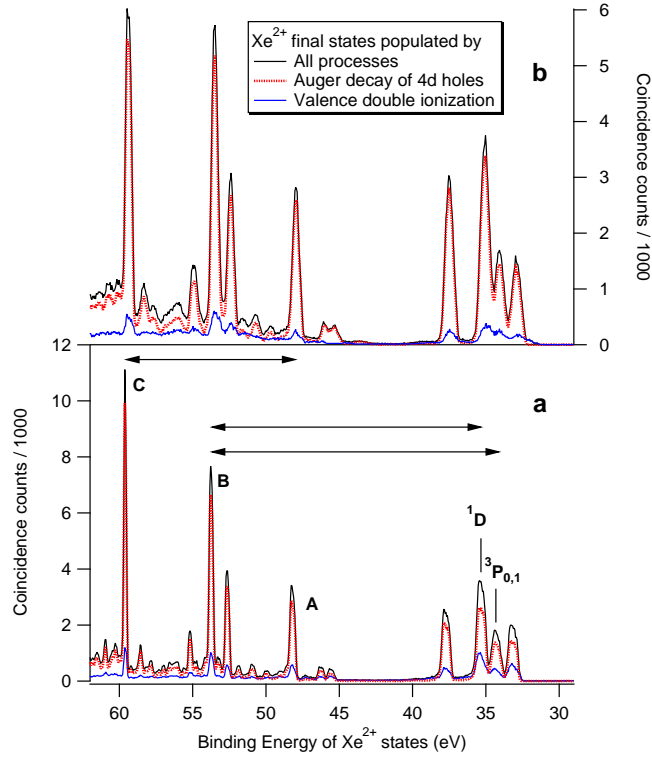 Xe2+ final states populated by
All processes
Auger decay of 4d holes
Valence double ionization
b
6
5
4
3
2
1
0
Coincidence counts / 1000
12
10
8
6
4
2
0
Coincidence counts / 1000
a
C
B
A
1D
3P0,1
60 55 50 45 40 35 30
Binding Energy of Xe2+ states (eV)